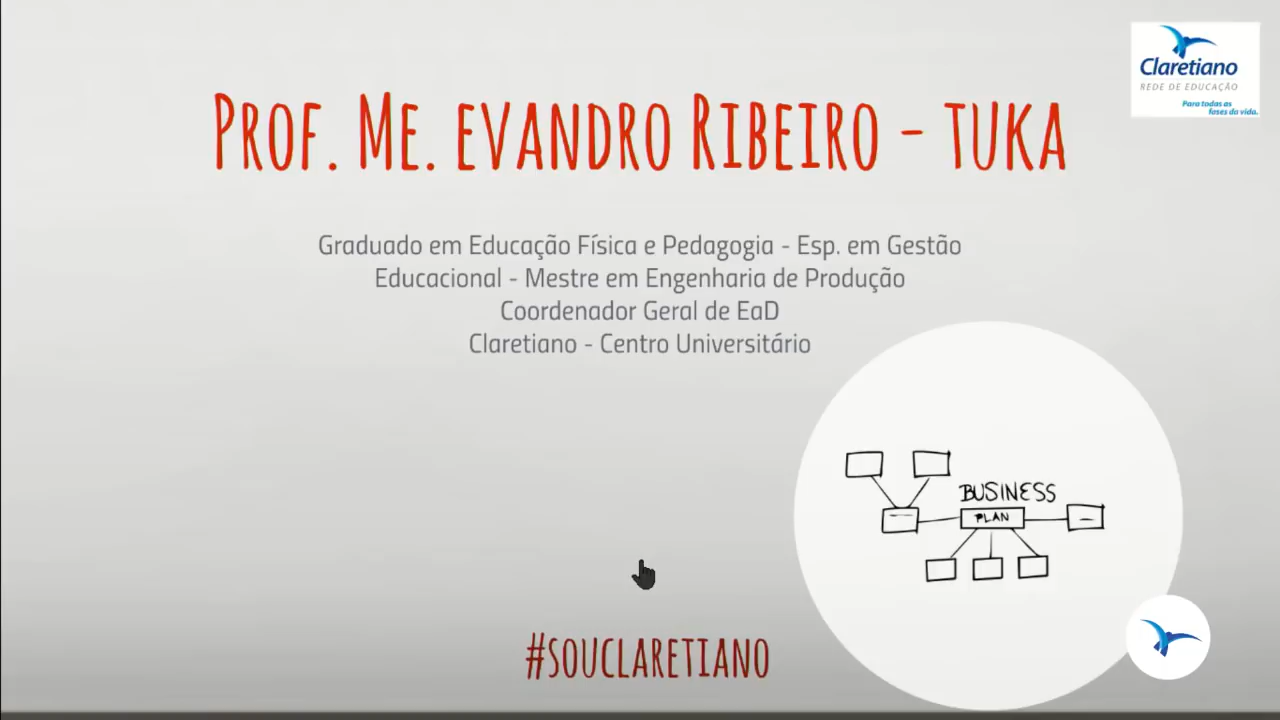 Claretiano
REDE DE EDUCAÇÃO
Para todas as
fases da vida.
PROF. ME. EVANDRO RIBEIRO - TUKA
Graduado em Educação Física e Pedagogia - Esp. em Gestão
Educacional - Mestre em Engenharia de Produção
Coordenador Geral de EaD
Claretiano - Centro Universitário
BUSINESS
PLAN
#SOUCLARETIANO